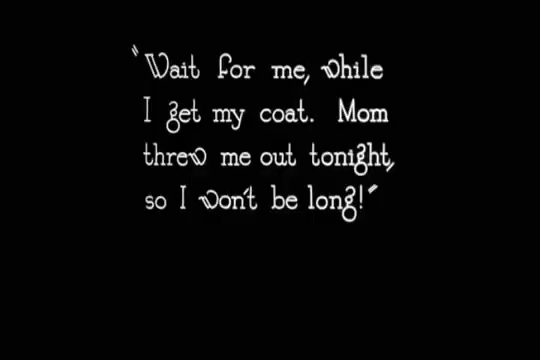 "Wait for me, while
I get my coat. Mom
threw me out tonight,
so I won't be long!"